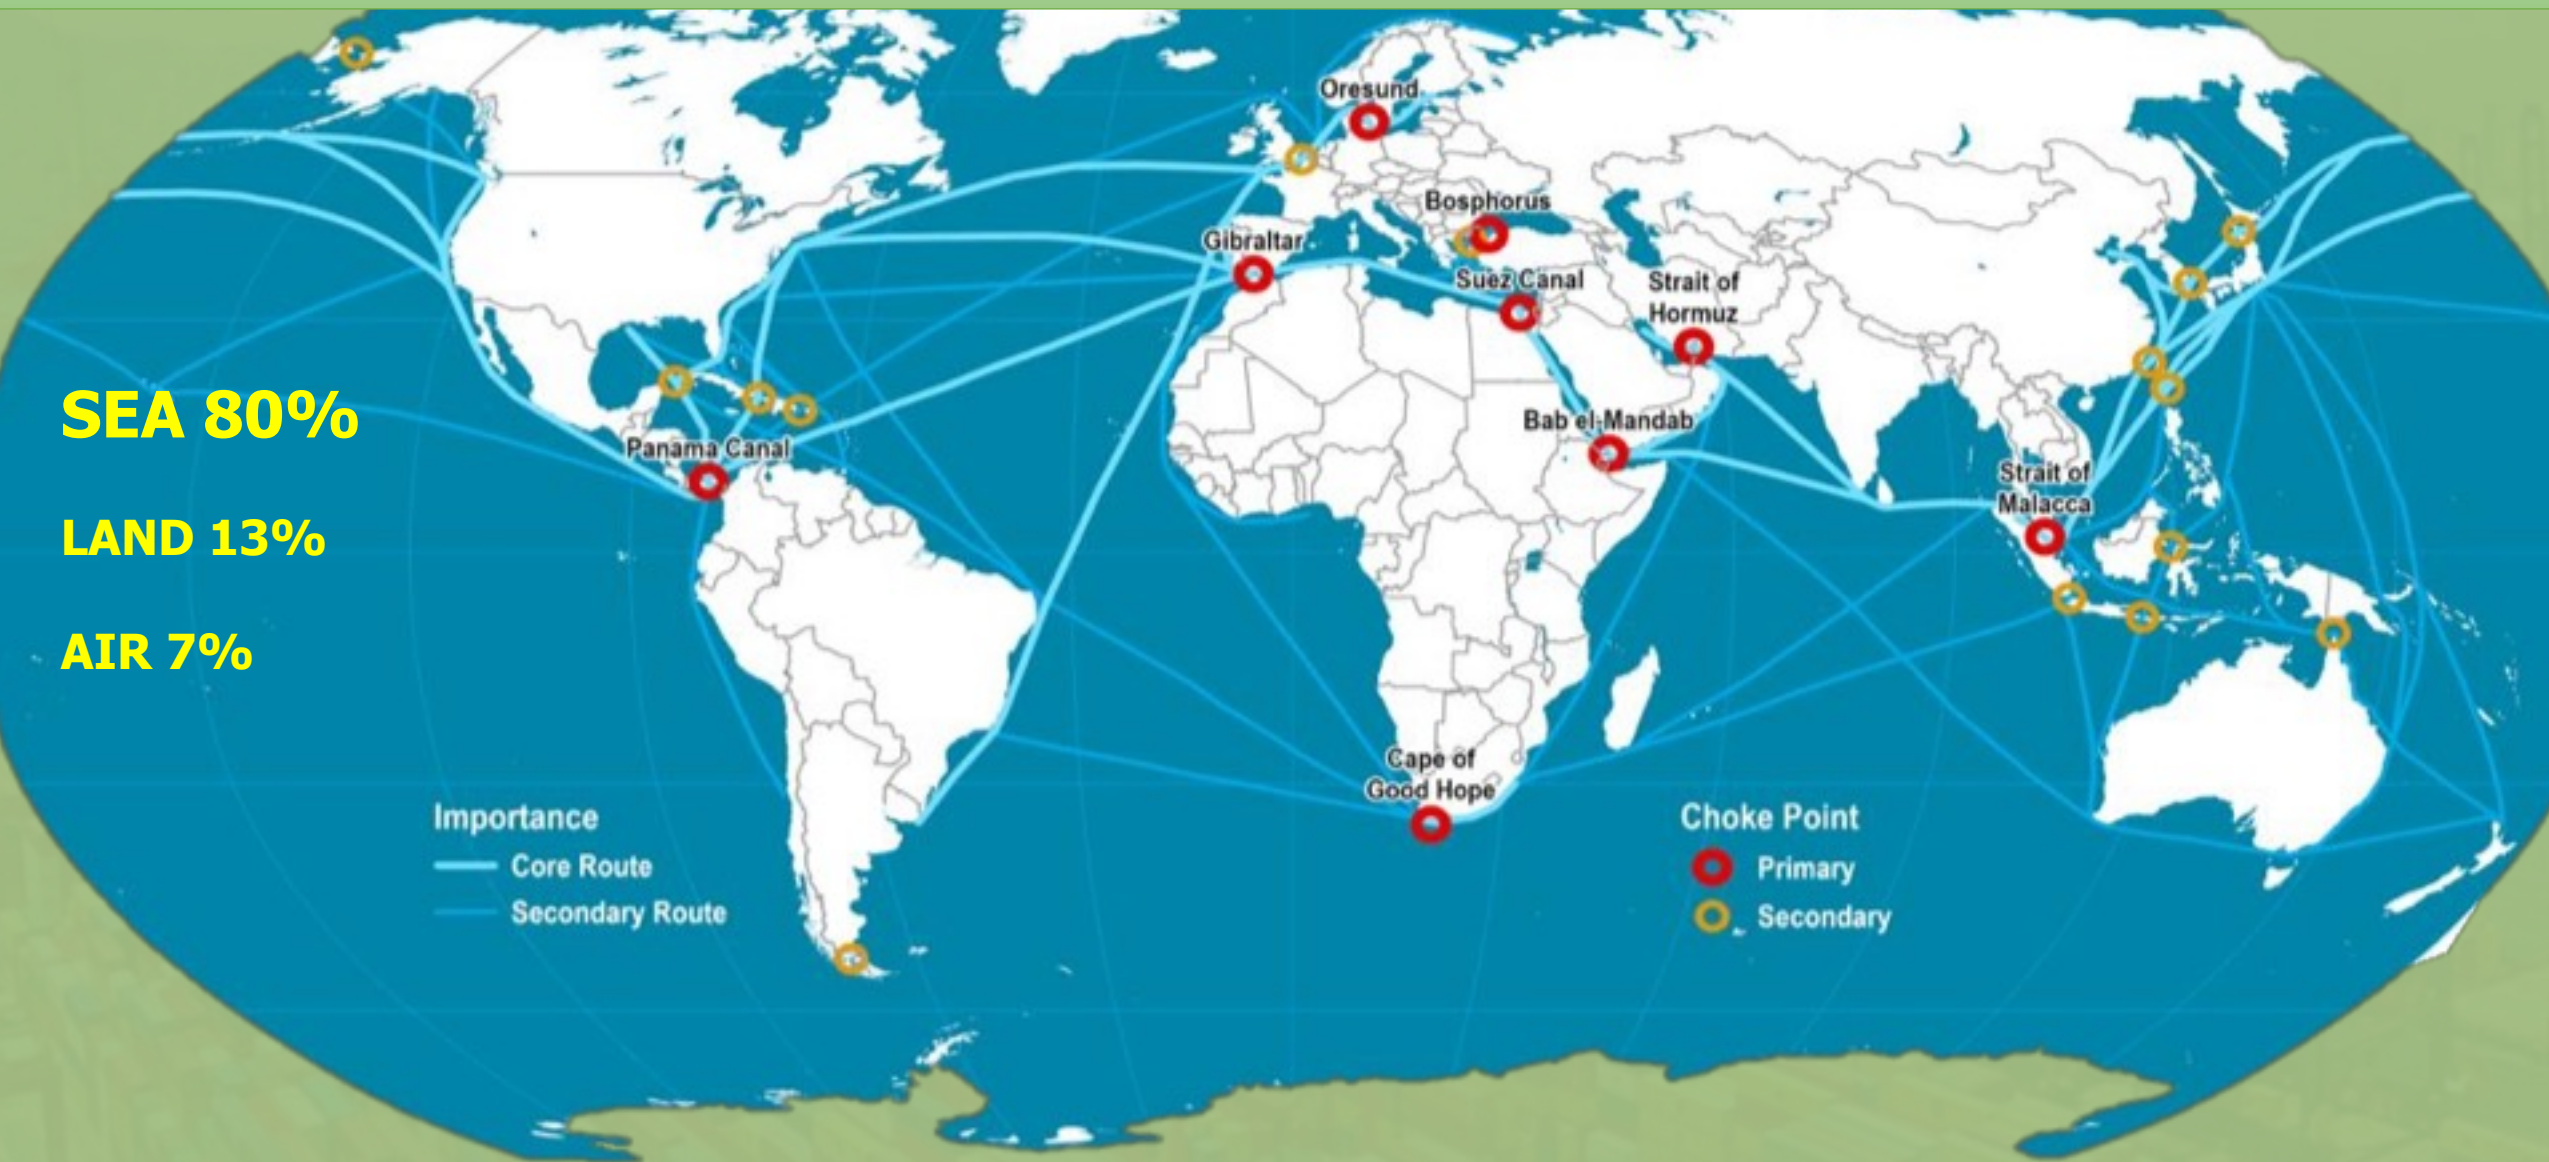 Oresund
Bosphorus
Gibraltar
Suez Canal
Strait of
Hormuz
SEA 80%
Bab el-Mandab
Panama Canal
Strait of
Malacca
LAND 13%
AIR 7%
Cape of
Good Hope
Importance
Core Route
Secondary Route
Choke Point
Primary
Secondary